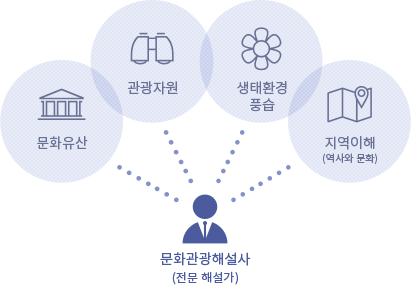 문화유산
관광자원
생태환경
풍습
지역이해
(역사와 문화)
문화관광해설사
(전문 해설가)